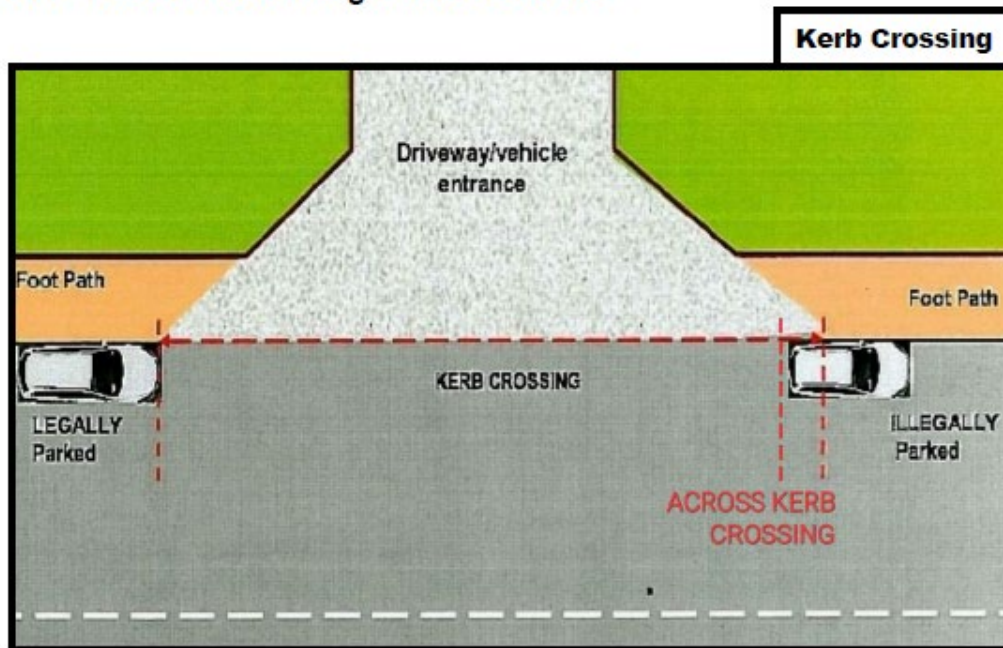 Kerb Crossing
Driveway/vehicle
entrance
Foot Path
Foot Path
KERB CROSSING
LEGALLY
Parked
ILLEGALLY
Parked
ACROSS KERB
CROSSING